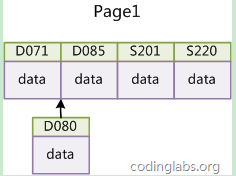 Page1
D071 D085 S201 S220
data data data data
D080
data
codinglabs.org